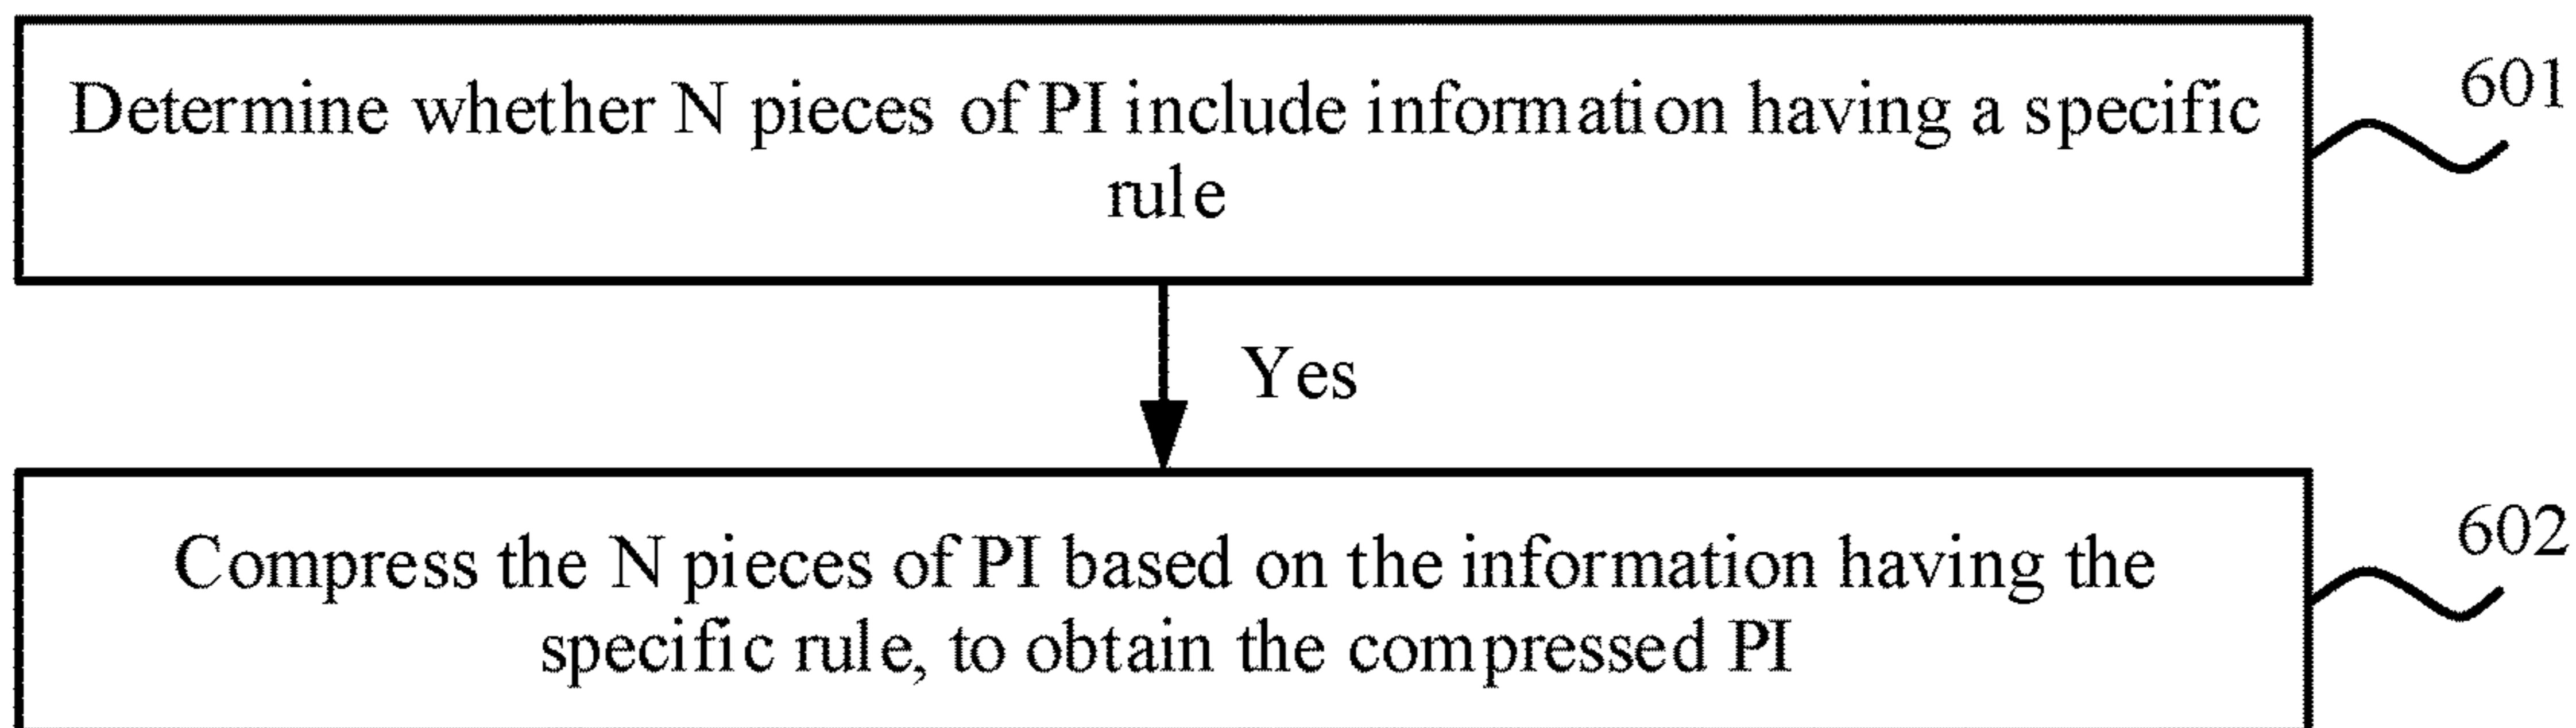 Determine whether N pieces of PI include information having a specific
rule
601
Yes
Compress the N pieces of PI based on the information having the
specific rule, to obtain the compressed PI
602